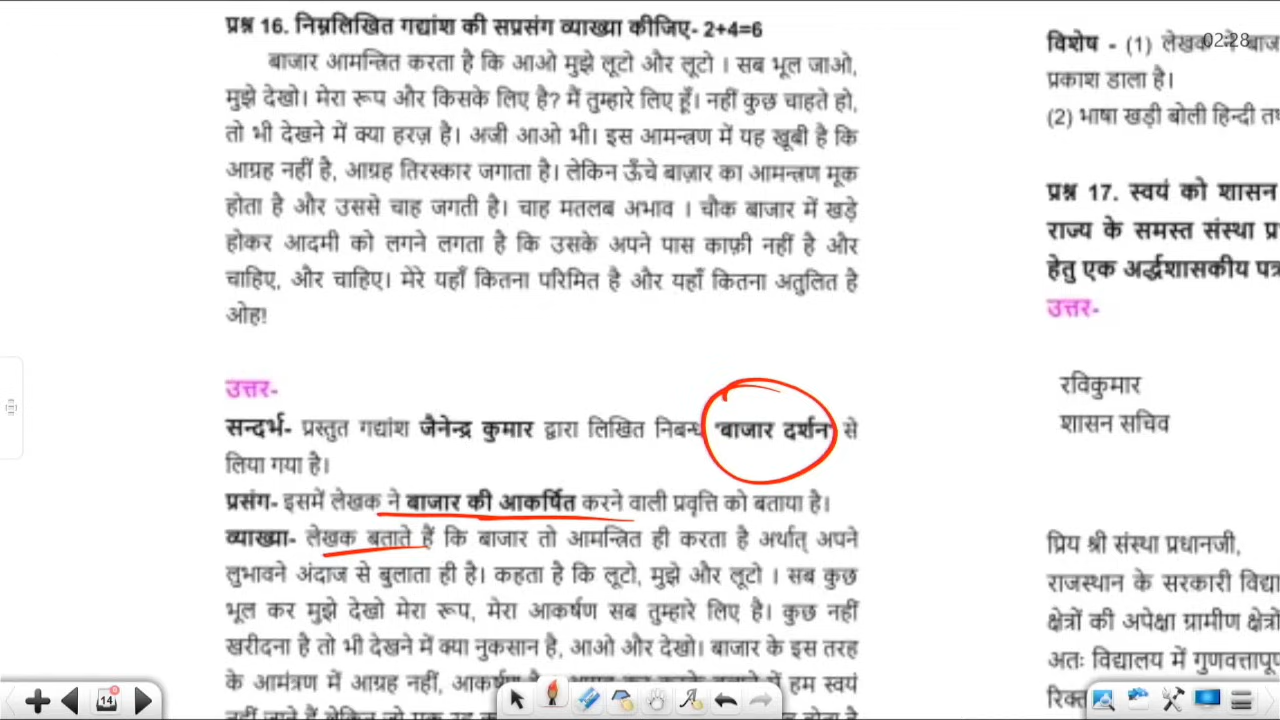 प्रश्न 16. निम्नलिखित गद्यांश की सप्रसंग व्याख्या कीजिए- 2+4=6
बाजार आमन्त्रित करता है कि आओ मुझे लूटो और लूटो । सब भूल जाओ,
मुझे देखो। मेरा रूप और किसके लिए है? मैं तुम्हारे लिए हूँ। नहीं कुछ चाहते हो,
तो भी देखने में क्या हरज़ है। अजी आओ भी। इस आमन्त्रण में यह खूबी है कि
आग्रह नहीं है, आग्रह तिरस्कार जगाता है। लेकिन ऊँचे बाज़ार का आमन्त्रण मूक
होता है और उससे चाह जगती है। चाह मतलब अभाव । चौक बाजार में खड़े
होकर आदमी को लगने लगता है कि उसके अपने पास काफ़ी नहीं है और
चाहिए, और चाहिए। मेरे यहाँ कितना परिमित है और यहाँ कितना अतुलित है
ओह!
उत्तर-
सन्दर्भ- प्रस्तुत गद्यांश जैनेन्द्र कुमार द्वारा लिखित निबन्ध 'बाजार दर्शन' से
लिया गया है।
प्रसंग- इसमें लेखक ने बाजार की आकर्षित करने वाली प्रवृत्ति को बताया है।
व्याख्या- लेखक बताते हैं कि बाजार तो आमन्त्रित ही करता है अर्थात् अपने
लुभावने अंदाज से बुलाता ही है। कहता है कि लूटो, मुझे और लूटो । सब कुछ
भूल कर मुझे देखो मेरा रूप, मेरा आकर्षण सब तुम्हारे लिए है। कुछ नहीं
खरीदना है तो भी देखने में क्या नुकसान है, आओ और देखो। बाजार के इस तरह
के आमंत्रण में आग्रह नहीं, हम स्वयं
02:28
विशेष - (1) लेखक
प्रकाश डाला है।
(2) भाषा खड़ी बोली हिन्दी
प्रश्न 17. स्वयं को शासन
राज्य के समस्त संस्था
हेतु एक अर्द्धशासकीय पत्र
उत्तर-
रविकुमार
शासन सचिव
प्रिय श्री संस्था प्रधानजी,
राजस्थान के सरकारी
क्षेत्रों की अपेक्षा ग्रामीण
अतः विद्यालय में
14